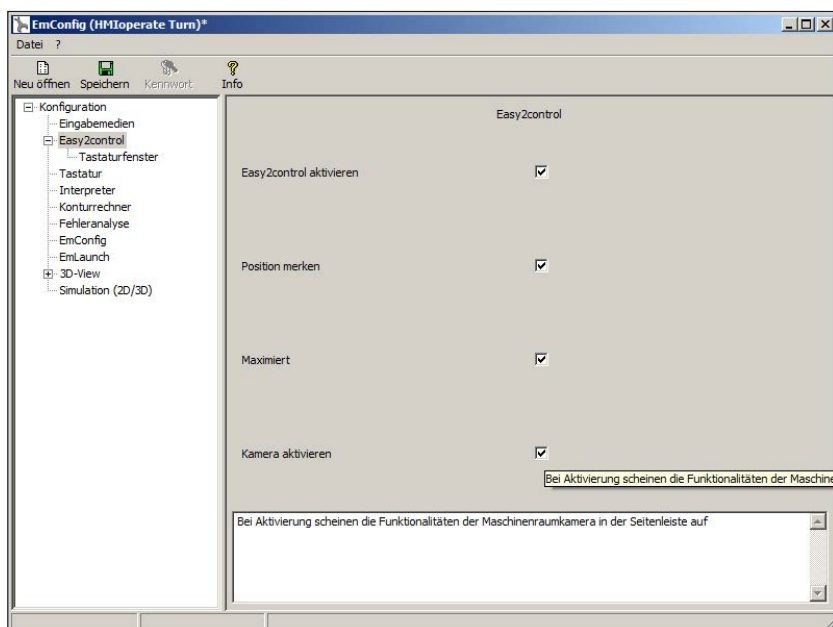 EmConfig (HMIoperate Turn)*
Datei ?
Neu öffnen Speichern Kennwort Info
Konfiguration
Eingabemedien
Easy2control
Tastaturfenster
Tastatur
Interpreter
Konturrechner
Fehleranalyse
EmConfig
EmLaunch
3D-View
Simulation (2D/3D)
Easy2control
Easy2control aktivieren
Position merken
Maximiert
Kamera aktivieren
Bei Aktivierung scheinen die Funktionalitäten der Maschine
Bei Aktivierung scheinen die Funktionalitäten der Maschinenraumkamera in der Seitenleiste auf